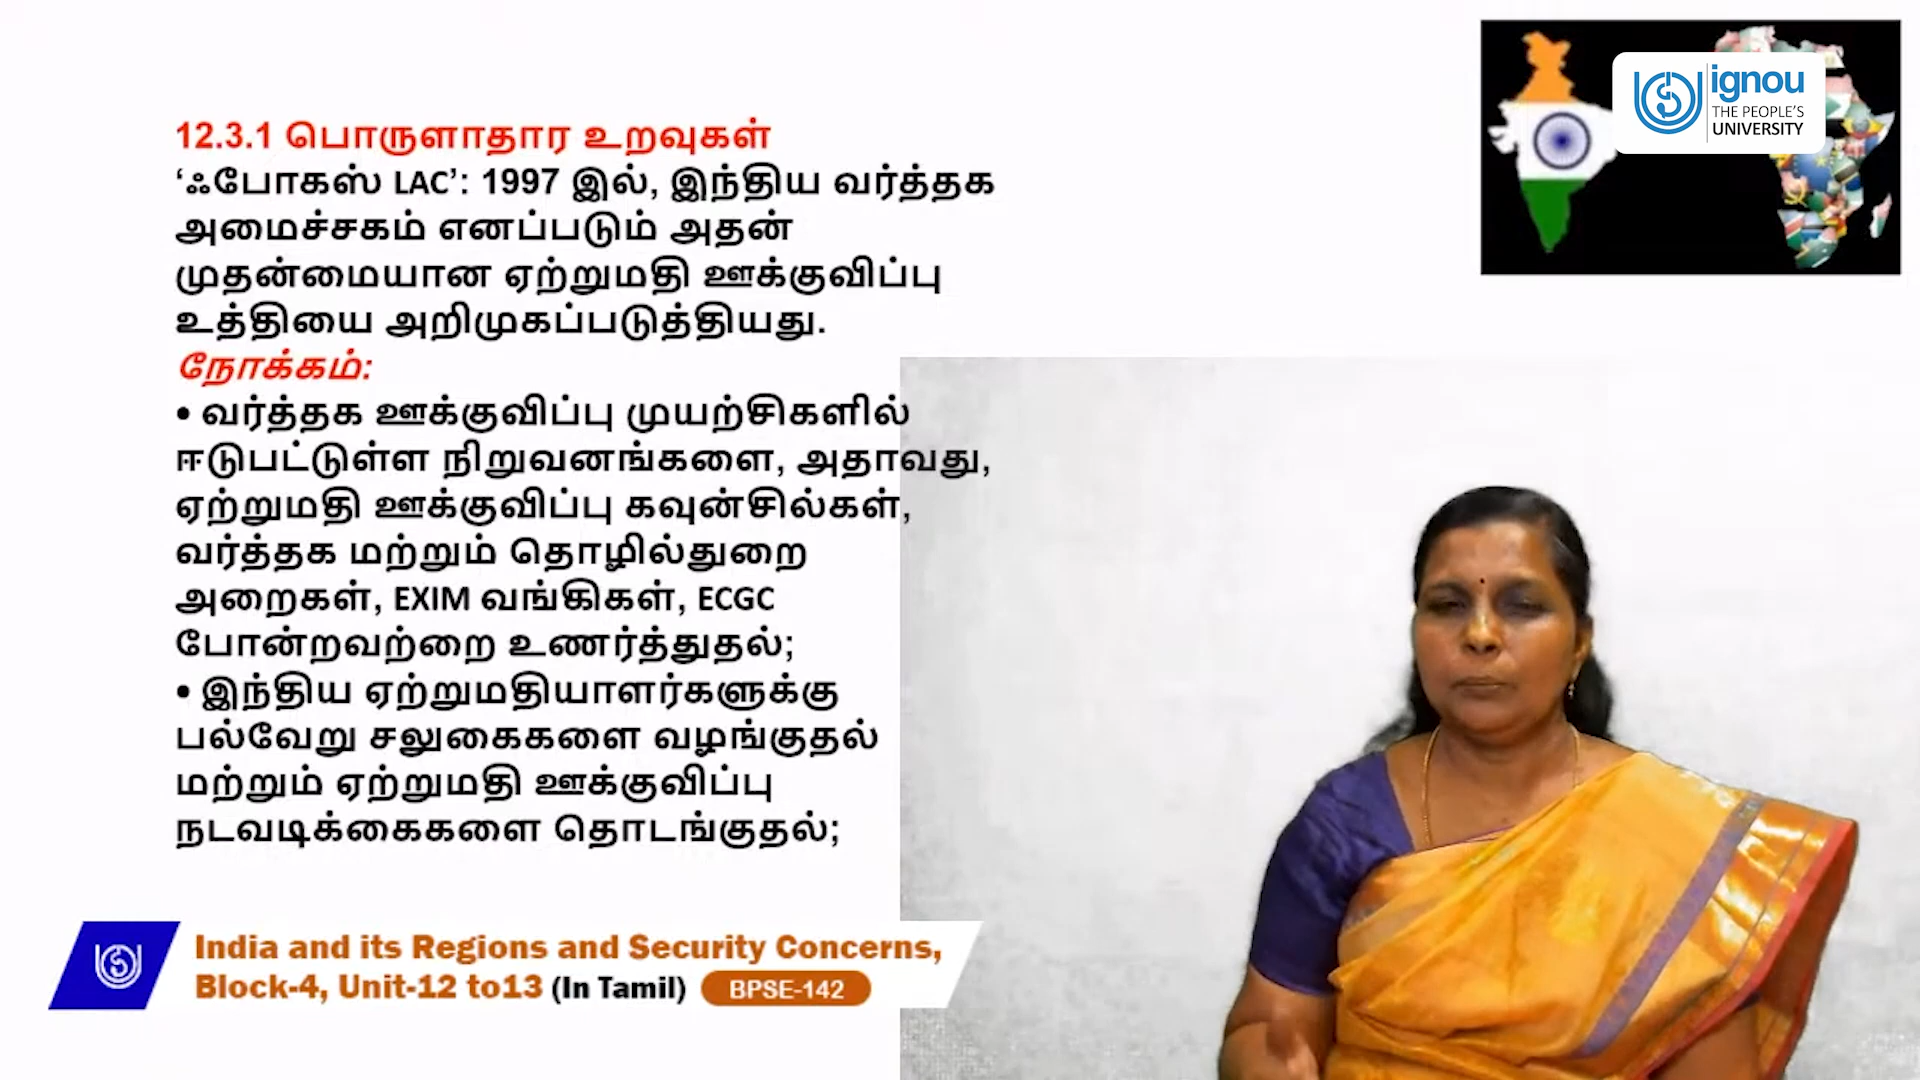 12.3.1 பொருளாதார உறவுகள்
‘ஃபோகஸ் LAC’: 1997 இல், இந்திய வர்த்தக
அமைச்சகம் எனப்படும் அதன்
முதன்மையான ஏற்றுமதி ஊக்குவிப்பு
உத்தியை அறிமுகப்படுத்தியது.
நோக்கம்:
• வர்த்தக ஊக்குவிப்பு முயற்சிகளில்
ஈடுபட்டுள்ள நிறுவனங்களை, அதாவது,
ஏற்றுமதி ஊக்குவிப்பு கவுன்சில்கள்,
வர்த்தக மற்றும் தொழில்துறை
அறைகள், EXIM வங்கிகள், ECGC
போன்றவற்றை உணர்த்துதல்;
• இந்திய ஏற்றுமதியாளர்களுக்கு
பல்வேறு சலுகைகளை வழங்குதல்
மற்றும் ஏற்றுமதி ஊக்குவிப்பு
நடவடிக்கைகளை தொடங்குதல்;
ignou
THE PEOPLE'S
UNIVERSITY
India and its Regions and Security Concerns,
Block-4, Unit-12 to13 (In Tamil) BPSE-142